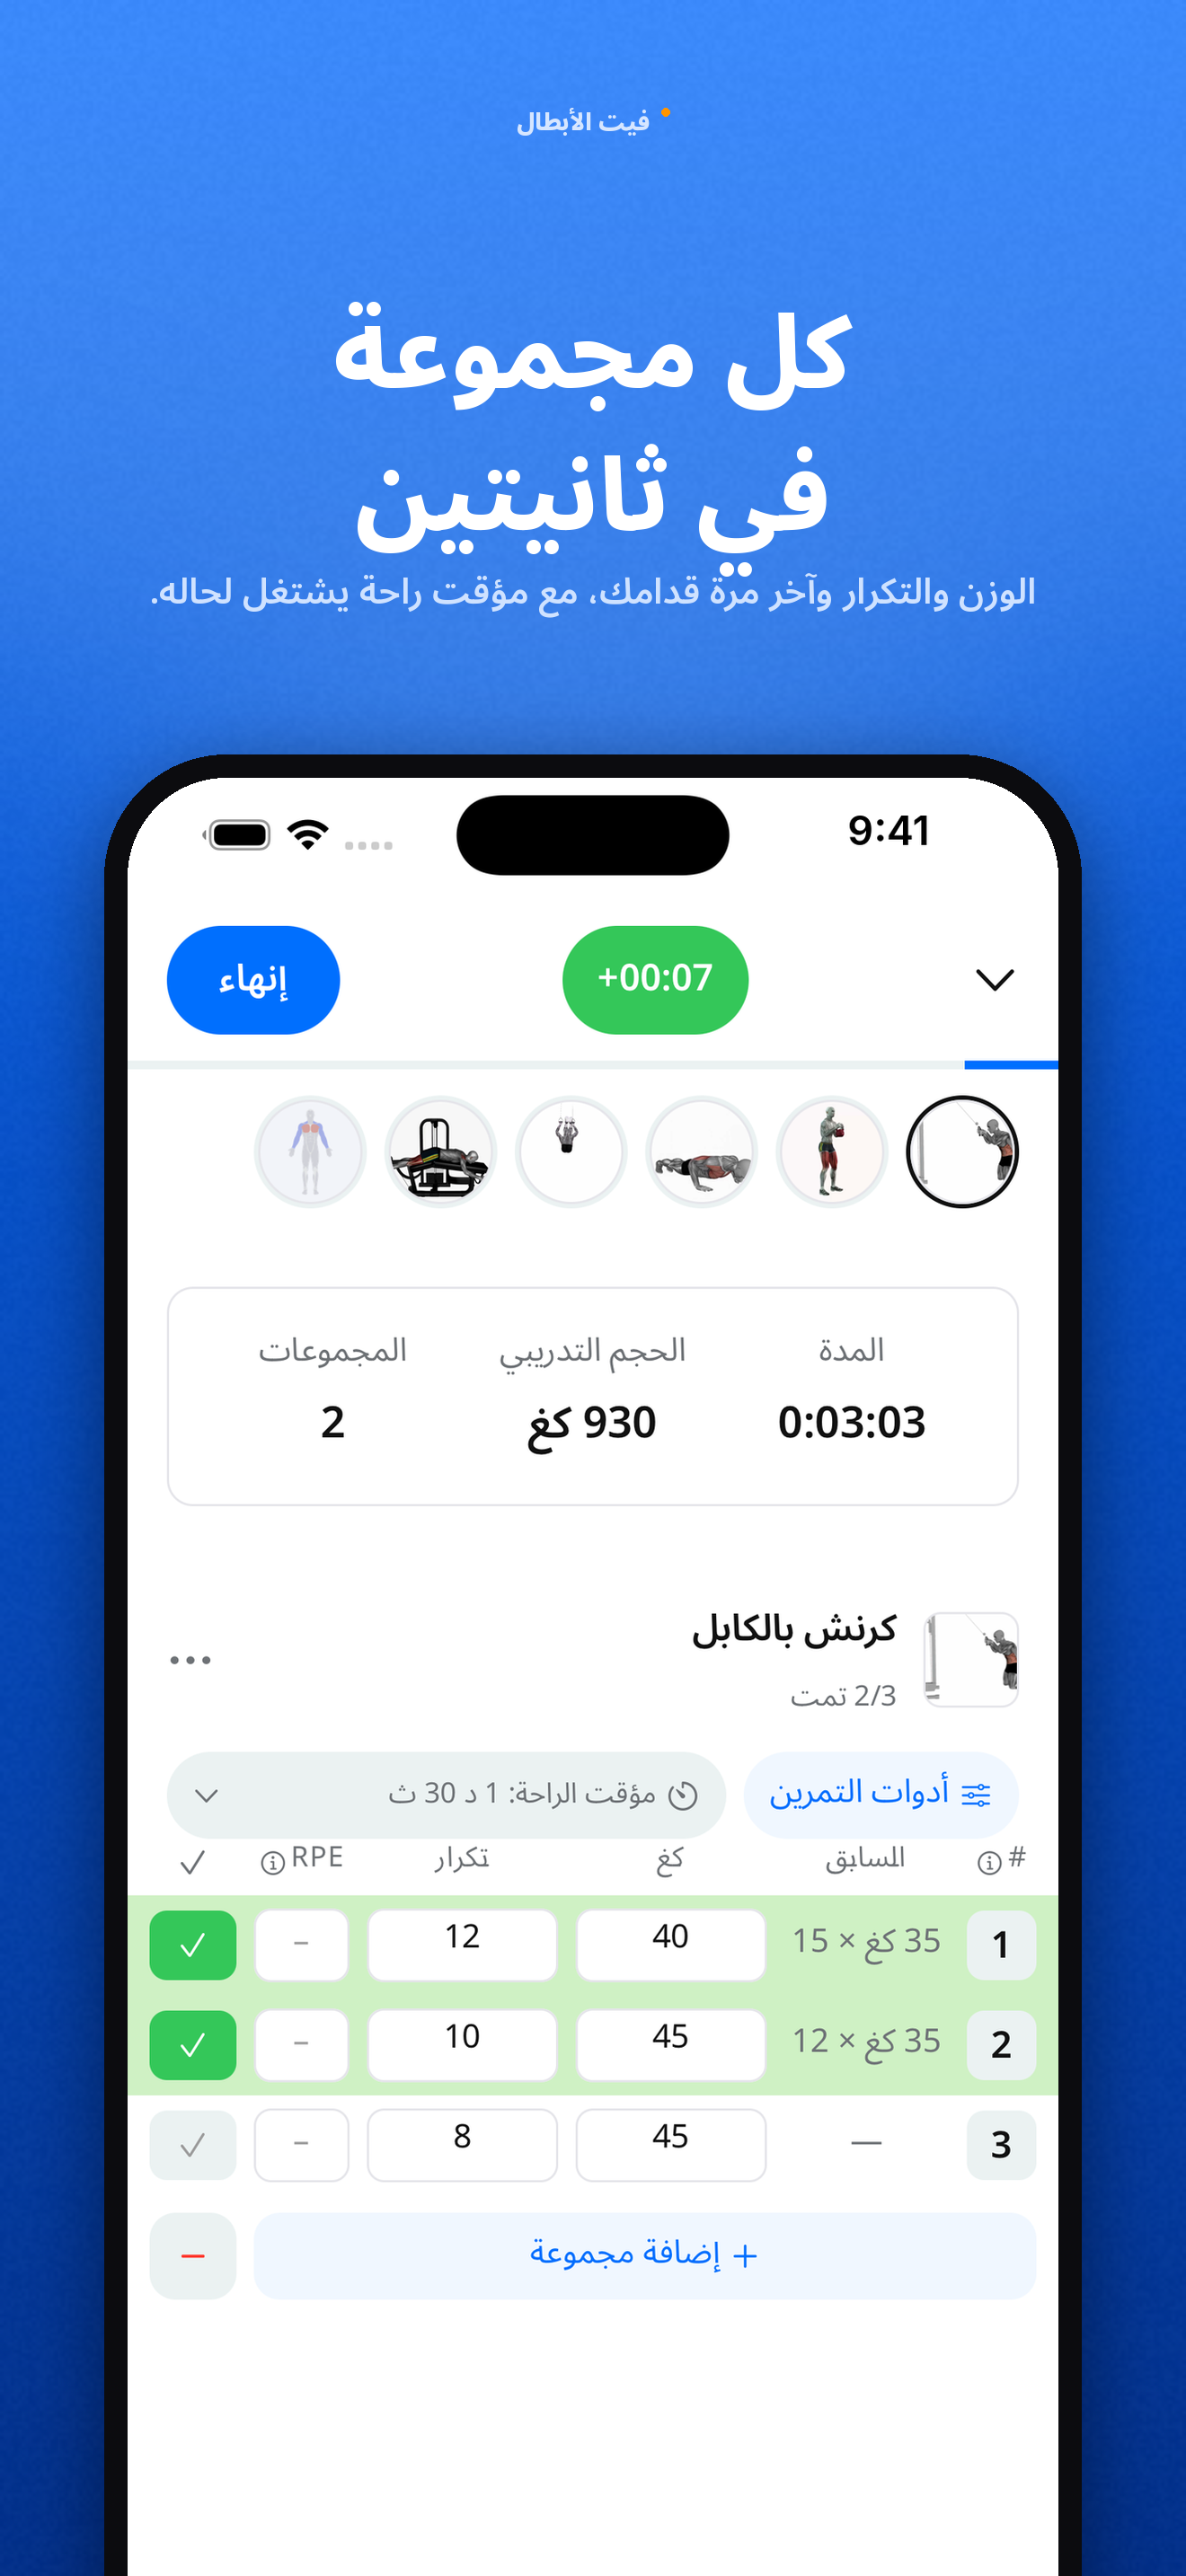 فيت الأبطال
كل مجموعة
في ثانيتين
الوزن والتكرار وآخر مرة قدامك، مع مؤقت راحة يشتغل لحاله.
9:41
+00:07
إنهاء
المدة الحجم التدريبي المجموعات
0:03:03 930 كغ 2
كرنش بالكابل
2/3 تمت
أدوات التمرين مؤقت الراحة: 1 د 30 ث
# السابق كغ تكرار RPE
1 35 كغ × 15 40 12 –
2 35 كغ × 12 45 10 –
3 — 45 8 –
+ إضافة مجموعة